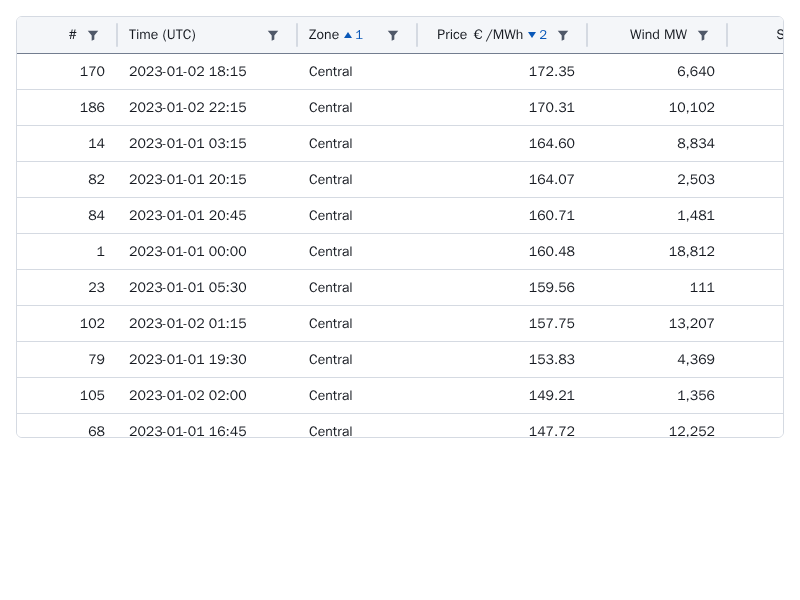 # Time (UTC) Zone 1 Price € /MWh 2 Wind MW S
170 2023-01-02 18:15 Central 172.35 6,640
186 2023-01-02 22:15 Central 170.31 10,102
14 2023-01-01 03:15 Central 164.60 8,834
82 2023-01-01 20:15 Central 164.07 2,503
84 2023-01-01 20:45 Central 160.71 1,481
1 2023-01-01 00:00 Central 160.48 18,812
23 2023-01-01 05:30 Central 159.56 111
102 2023-01-02 01:15 Central 157.75 13,207
79 2023-01-01 19:30 Central 153.83 4,369
105 2023-01-02 02:00 Central 149.21 1,356
68 2023-01-01 16:45 Central 147.72 12,252